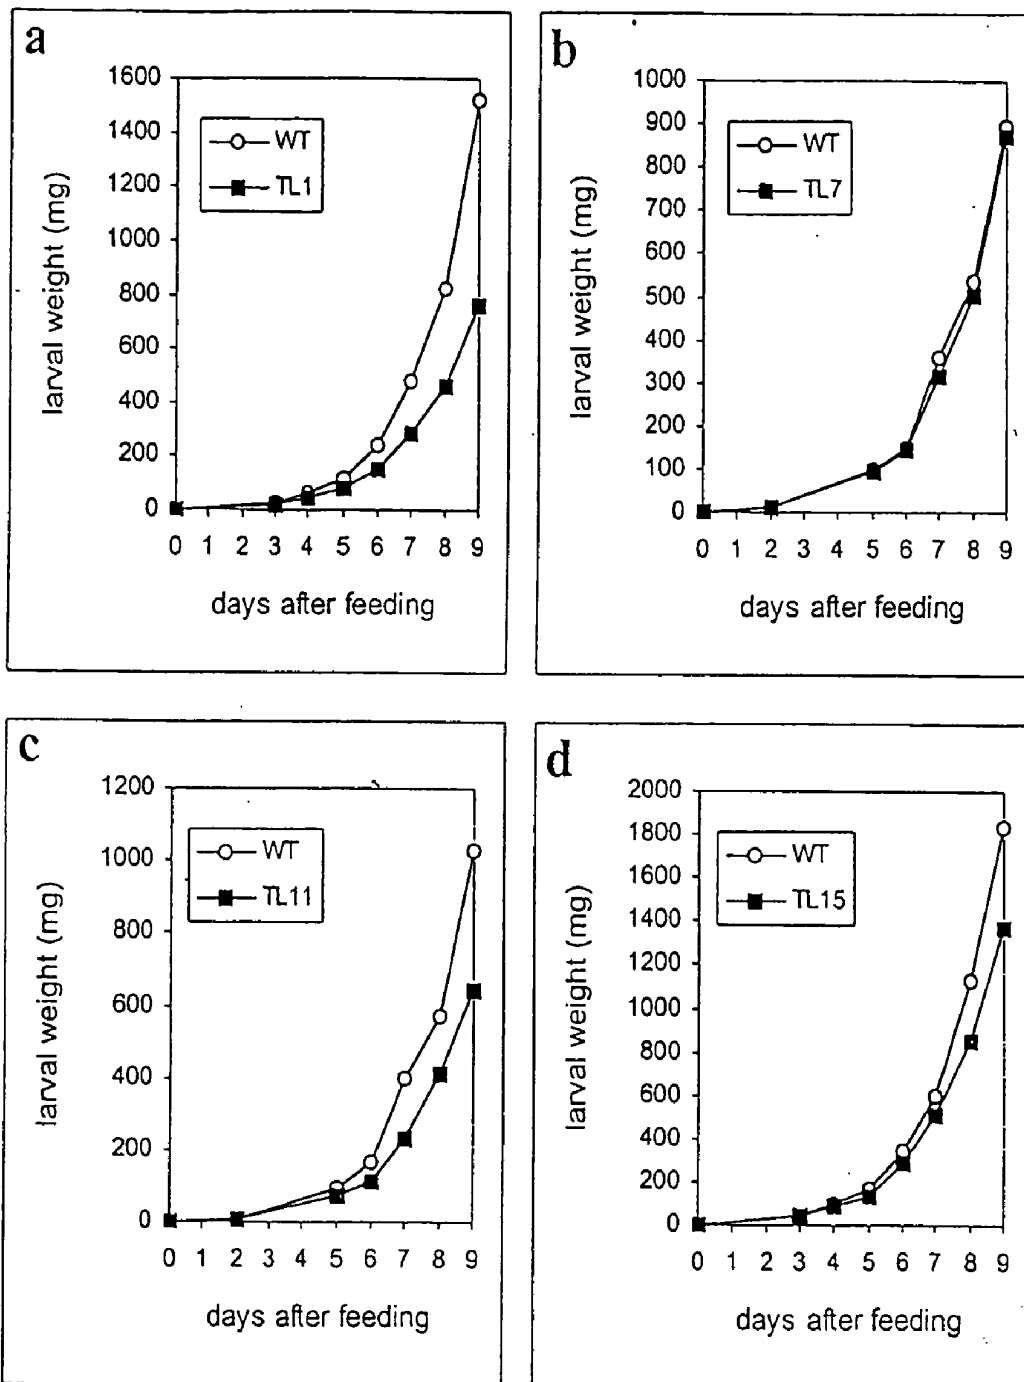 a
1600
1400
1200
1000
800
600
400
200
0
larval weight (mg)
WT
TL1
0 1 2 3 4 5 6 7 8 9
days after feeding
b
1000
900
800
700
600
500
400
300
200
100
0
larval weight (mg)
WT
TL7
0 1 2 3 4 5 6 7 8 9
days after feeding
c
1200
1000
800
600
400
200
0
larval weight (mg)
WT
TL11
0 1 2 3 4 5 6 7 8 9
days after feeding
d
2000
1800
1600
1400
1200
1000
800
600
400
200
0
larval weight (mg)
WT
TL15
0 1 2 3 4 5 6 7 8 9
days after feeding